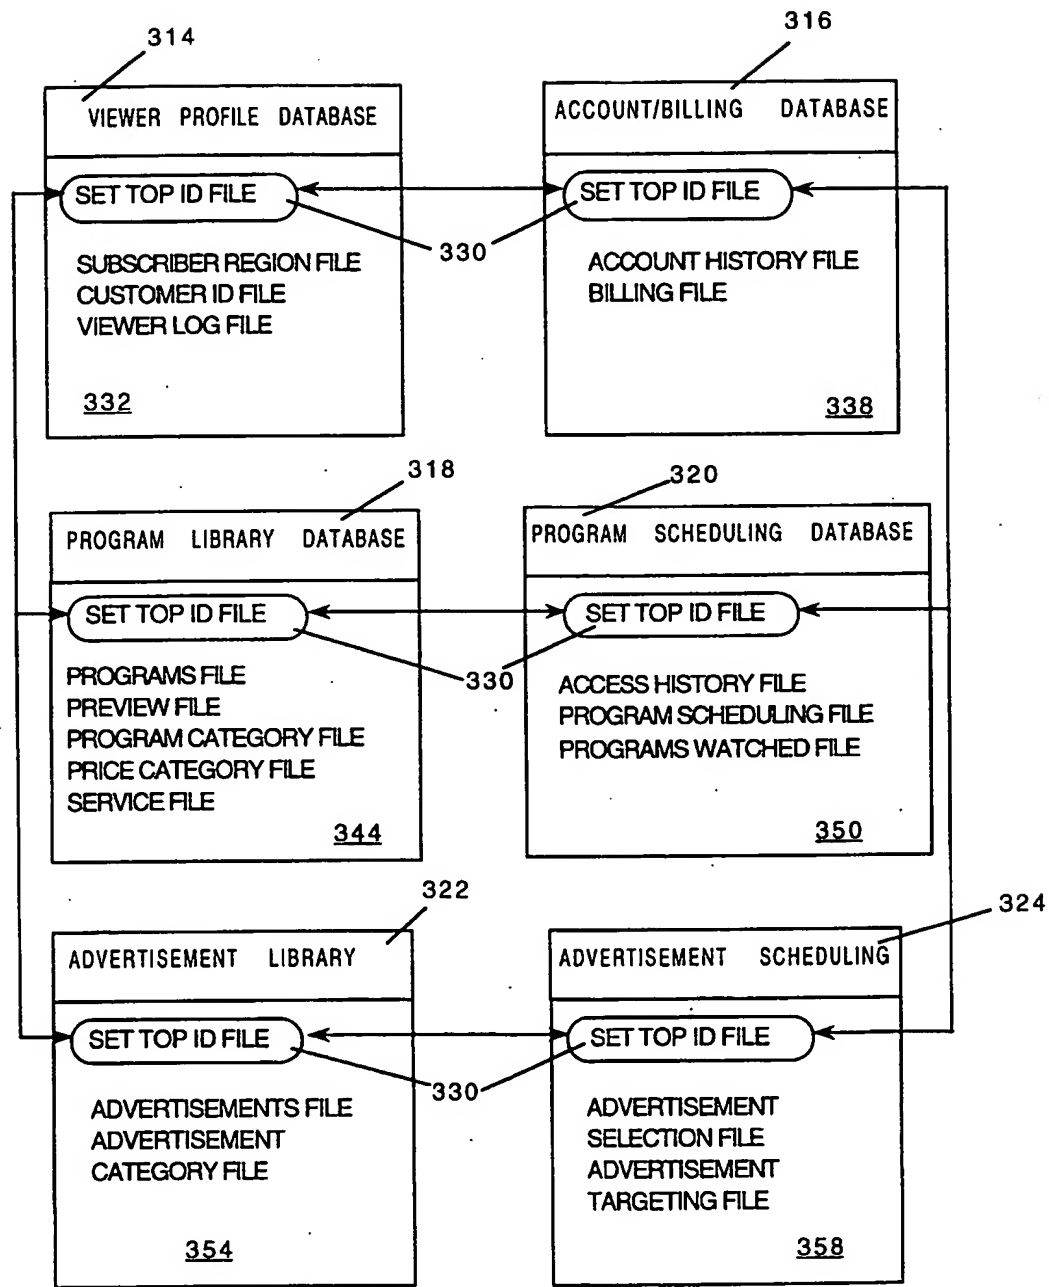 314
316
VIEWER PROFILE DATABASE
SET TOP ID FILE
SUBSCRIBER REGION FILE
CUSTOMER ID FILE
VIEWER LOG FILE
332
330
ACCOUNT/BILLING DATABASE
SET TOP ID FILE
ACCOUNT HISTORY FILE
BILLING FILE
338
318
320
PROGRAM LIBRARY DATABASE
SET TOP ID FILE
PROGRAMS FILE
PREVIEW FILE
PROGRAM CATEGORY FILE
PRICE CATEGORY FILE
SERVICE FILE
344
330
PROGRAM SCHEDULING DATABASE
SET TOP ID FILE
ACCESS HISTORY FILE
PROGRAM SCHEDULING FILE
PROGRAMS WATCHED FILE
350
322
324
ADVERTISEMENT LIBRARY
SET TOP ID FILE
ADVERTISEMENTS FILE
ADVERTISEMENT
CATEGORY FILE
354
330
ADVERTISEMENT SCHEDULING
SET TOP ID FILE
ADVERTISEMENT
SELECTION FILE
ADVERTISEMENT
TARGETING FILE
358